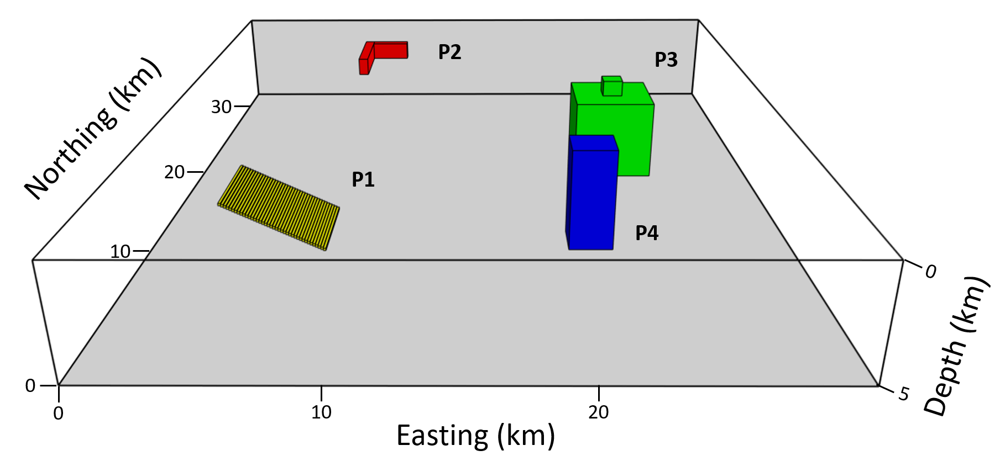 P2
P3
Northing (km)
30
20
P1
10
P4
0
Depth (km)
0
5
0
10
20
Easting (km)